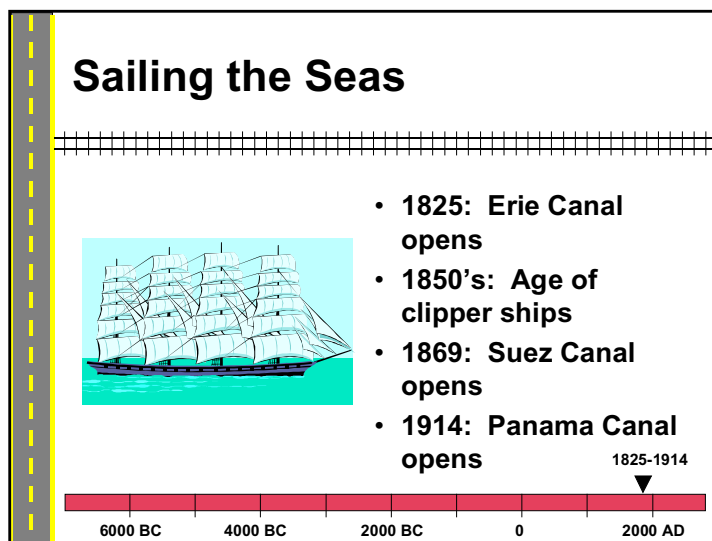 Sailing the Seas
• 1825:  Erie Canal
opens
• 1850's:  Age of
clipper ships
• 1869:  Suez Canal
opens
• 1914:  Panama Canal
opens
1825-1914
6000 BC
4000 BC
2000 BC
0
2000 AD